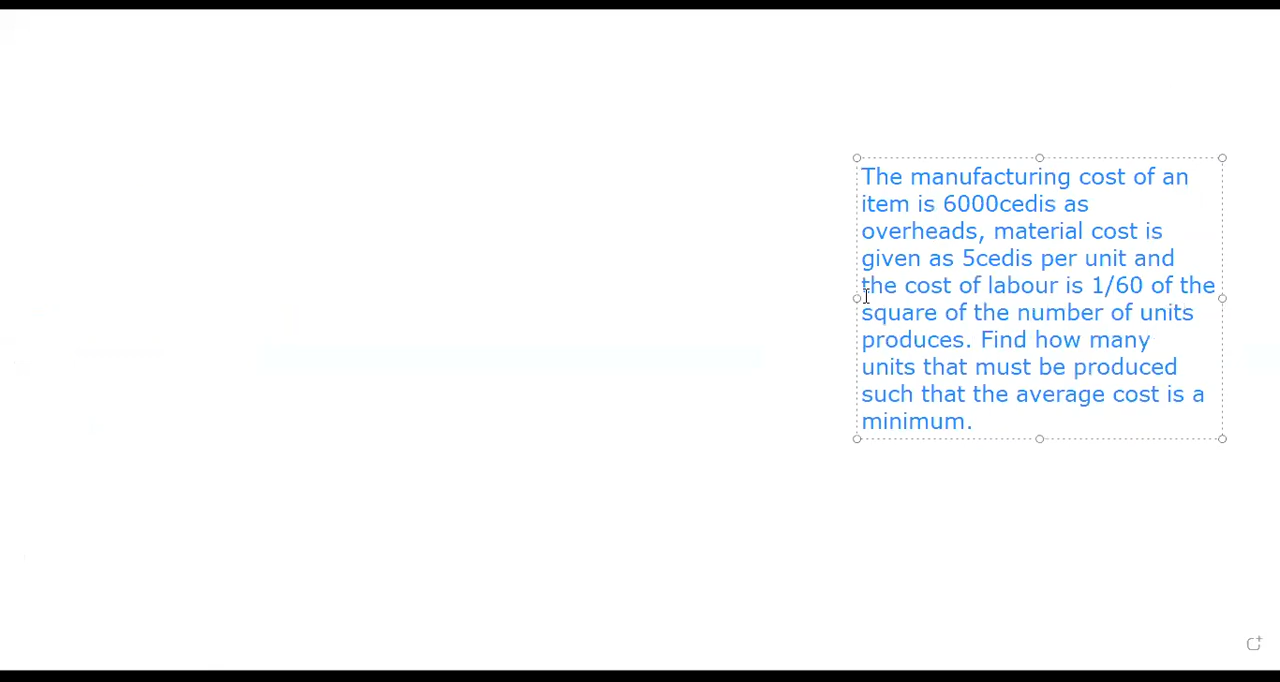 The manufacturing cost of an
item is 6000cedis as
overheads, material cost is
given as 5cedis per unit and
the cost of labour is 1/60 of the
square of the number of units
produces. Find how many
units that must be produced
such that the average cost is a
minimum.